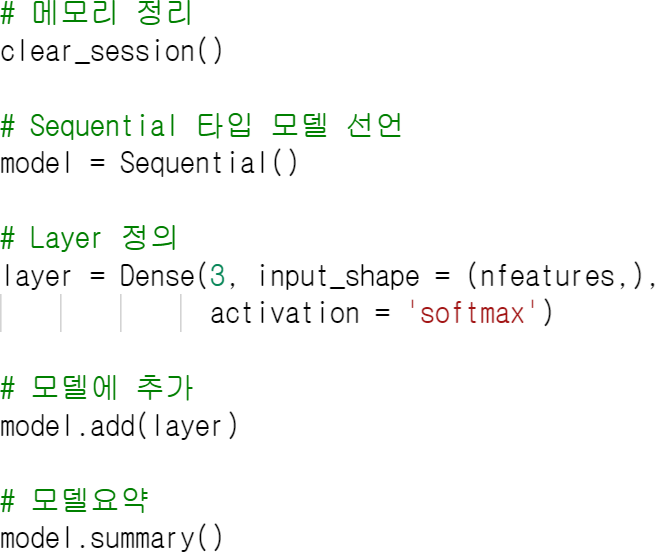 # 메모리 정리
clear_session()
# Sequential 타입 모델 선언
model = Sequential()
# Layer 정의
layer = Dense(3, input_shape = (nfeatures,),
activation = 'softmax')
# 모델에 추가
model.add(layer)
# 모델요약
model.summary()